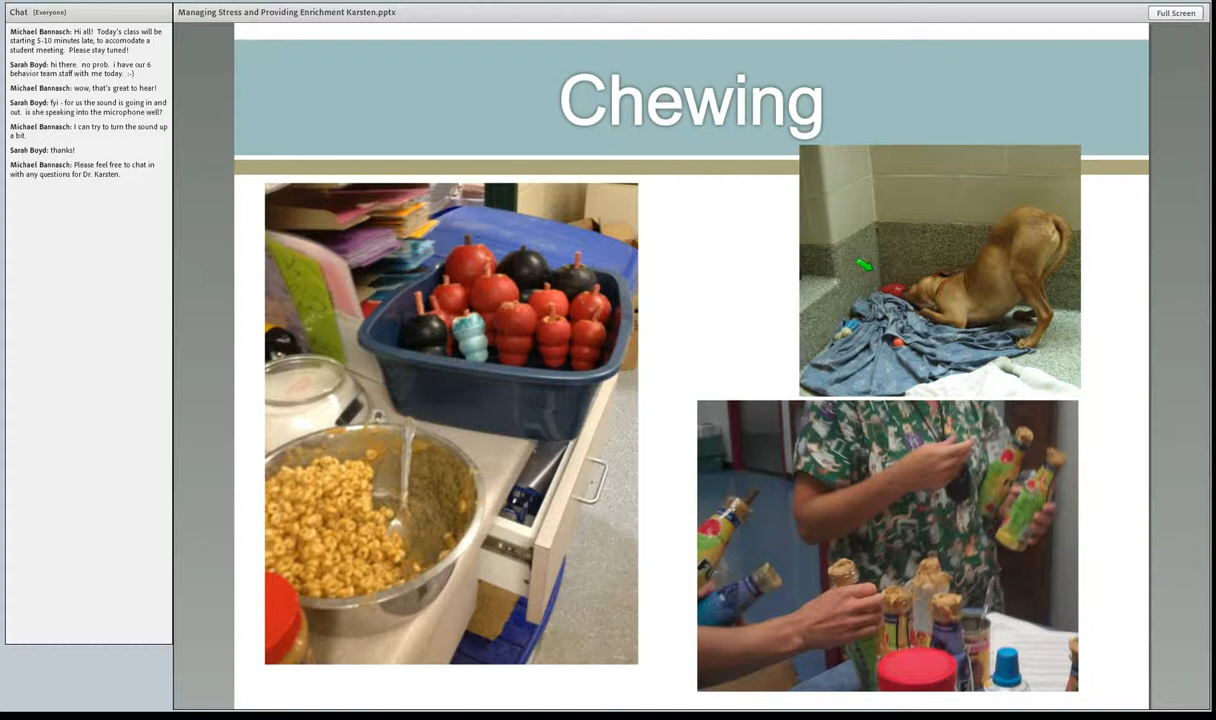 Chat (Everyone)
Michael Bannasch: Hi all! Today's class will be
starting 5-10 minutes late, to accomodate a
student meeting. Please stay tuned!
Sarah Boyd: hi there. no prob. i have our 6
behavior team staff with me today. :-)
Michael Bannasch: wow, that's great to hear!
Sarah Boyd: fyi - for us the sound is going in and
out. is she speaking into the microphone well?
Michael Bannasch: I can try to turn the sound up
a bit.
Sarah Boyd: thanks!
Michael Bannasch: Please feel free to chat in
with any questions for Dr. Karsten.
Managing Stress and Providing Enrichment Karsten.pptx
Full Screen
Chewing